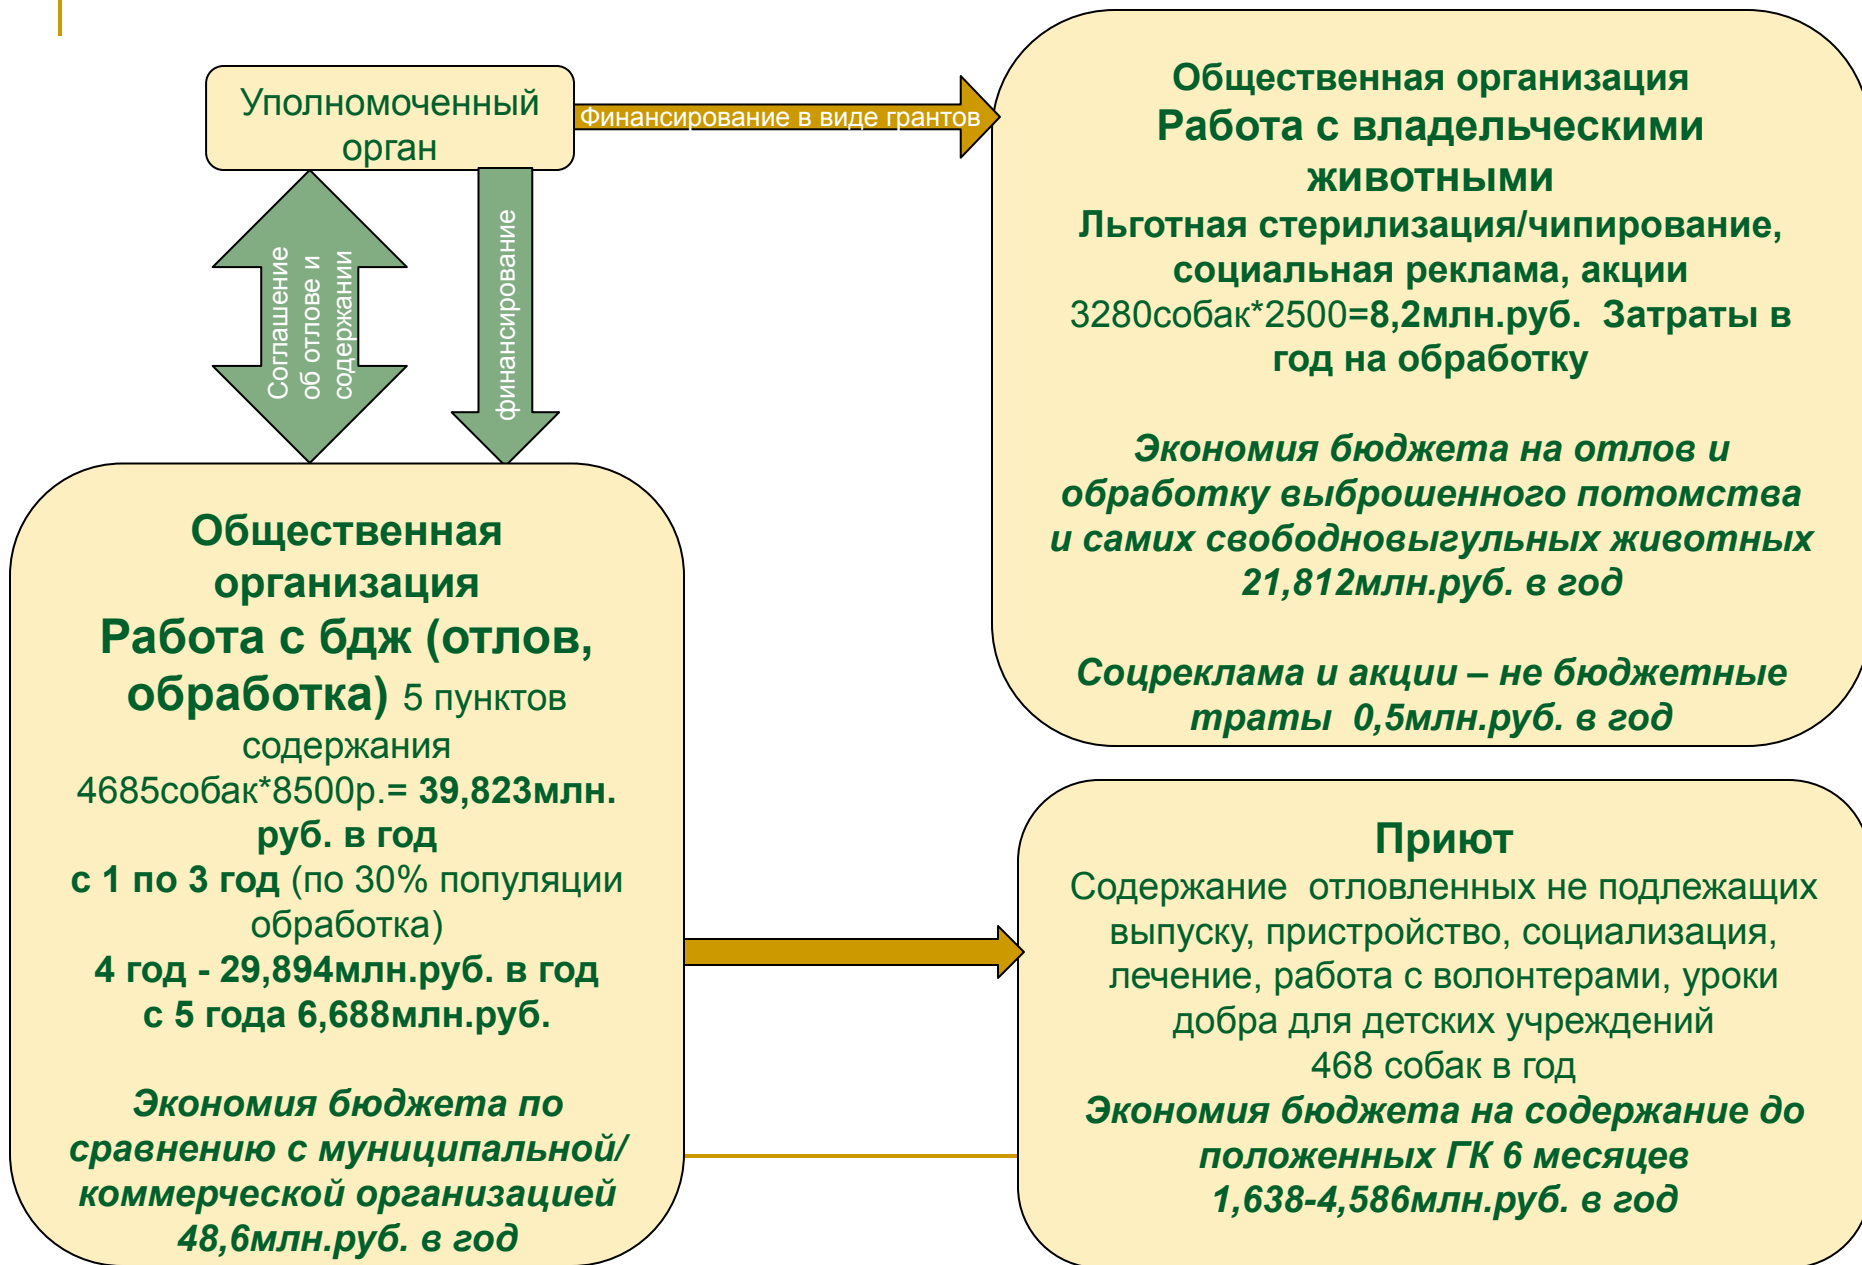 Уполномоченный
орган
Финансирование в виде грантов
Соглашение
об отлове и
содержании
финансирование
Общественная организация
Работа с владельческими
животными
Льготная стерилизация/чипирование,
социальная реклама, акции
3280собак*2500=8,2млн.руб.  Затраты в
год на обработку
Экономия бюджета на отлов и
обработку выброшенного потомства
и самих свободновыгульных животных
21,812млн.руб. в год
Соцреклама и акции – не бюджетные
траты  0,5млн.руб. в год
Общественная
организация
Работа с бдж (отлов,
обработка) 5 пунктов
содержания
4685собак*8500р.= 39,823млн.
руб. в год
с 1 по 3 год (по 30% популяции
обработка)
4 год - 29,894млн.руб. в год
с 5 года 6,688млн.руб.
Экономия бюджета по
сравнению с муниципальной/
коммерческой организацией
48,6млн.руб. в год
Приют
Содержание  отловленных не подлежащих
выпуску, пристройство, социализация,
лечение, работа с волонтерами, уроки
добра для детских учреждений
468 собак в год
Экономия бюджета на содержание до
положенных ГК 6 месяцев
1,638-4,586млн.руб. в год